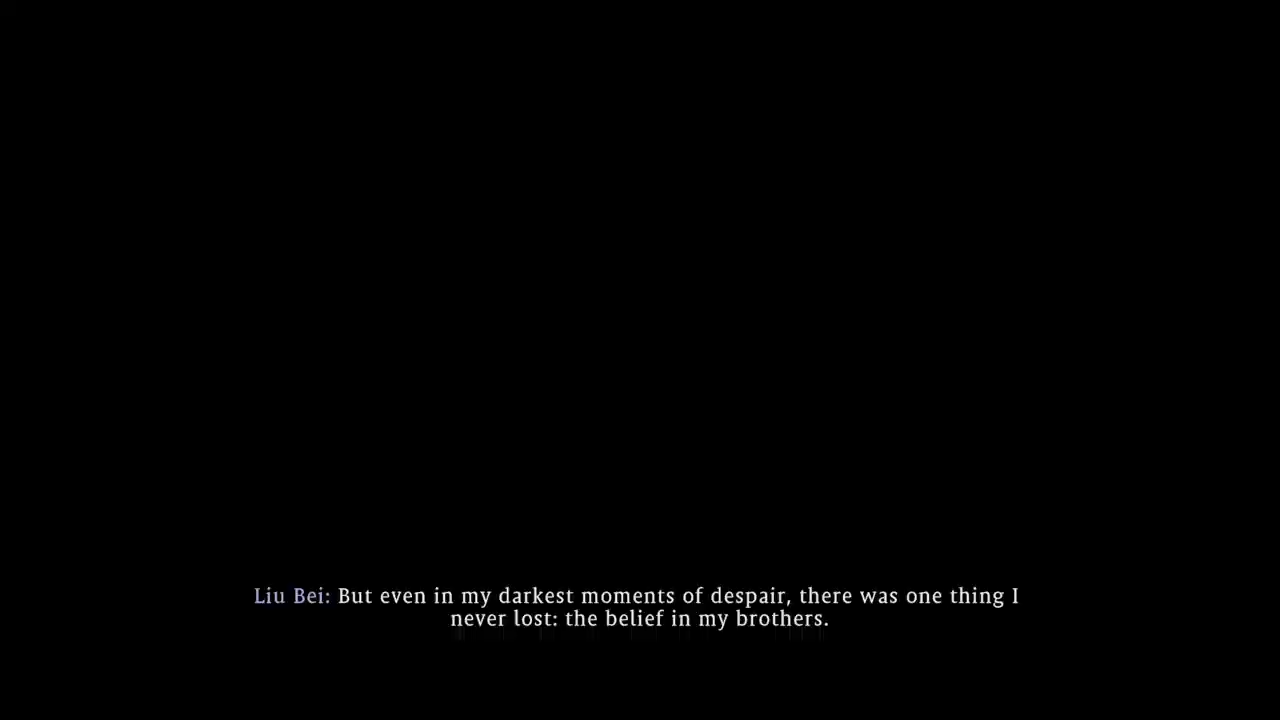 Liu Bei: But even in my darkest moments of despair, there was one thing I
never lost: the belief in my brothers.